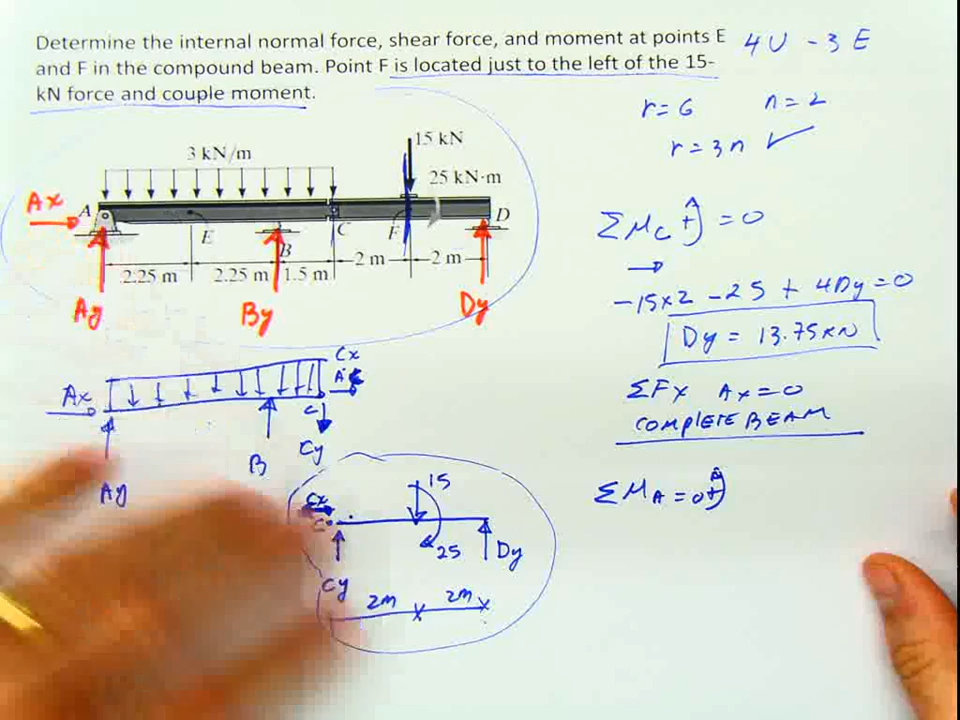 Determine the internal normal force, shear force, and moment at points E
and F in the compound beam. Point F is located just to the left of the 15-
kN force and couple moment.
4U - 3E
r = 6 n = 2
r = 3n ✓
15 kN
3 kN/m
25 kN·m
Ax
A
E
B
C
F
D
2.25 m
2.25 m
1.5 m
2 m
2 m
Ay
By
Dy
ΣMC = 0
-15×2 -25 + 4Dy = 0
Dy = 13.75 kN
ΣFx Ax = 0
COMPLETE BEAM
ΣMA = 0
Ax
Cx
C
Cy
B
Ay
15
Cx
C
25
Dy
Cy
2m
2m